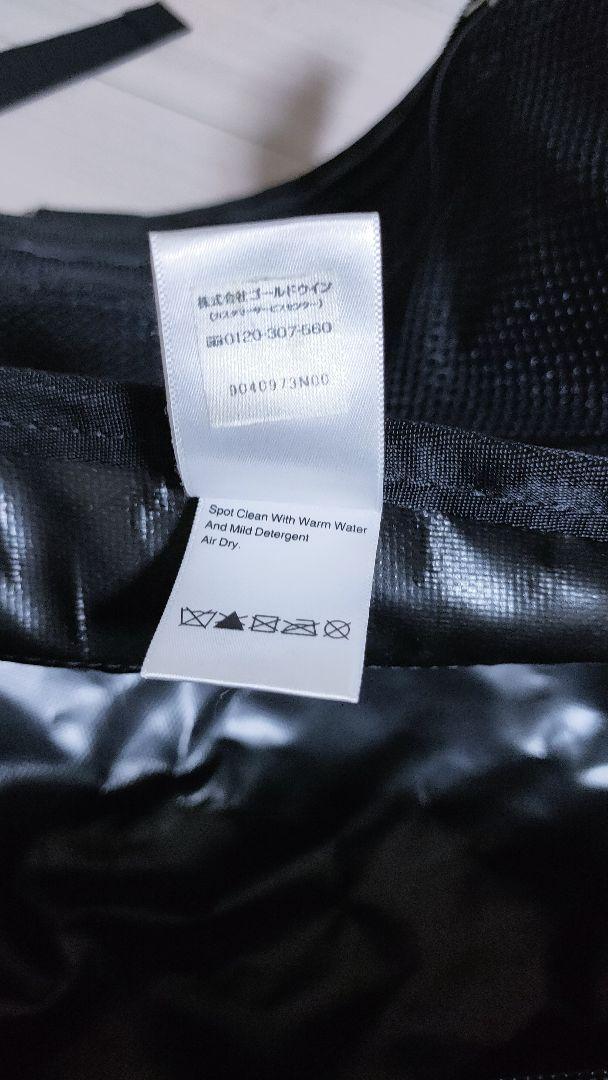 株式会社ゴールドウイン
(カスタマーサービスセンター)
0120-307-560
D040973N00
Spot Clean With Warm Water
And Mild Detergent
Air Dry.